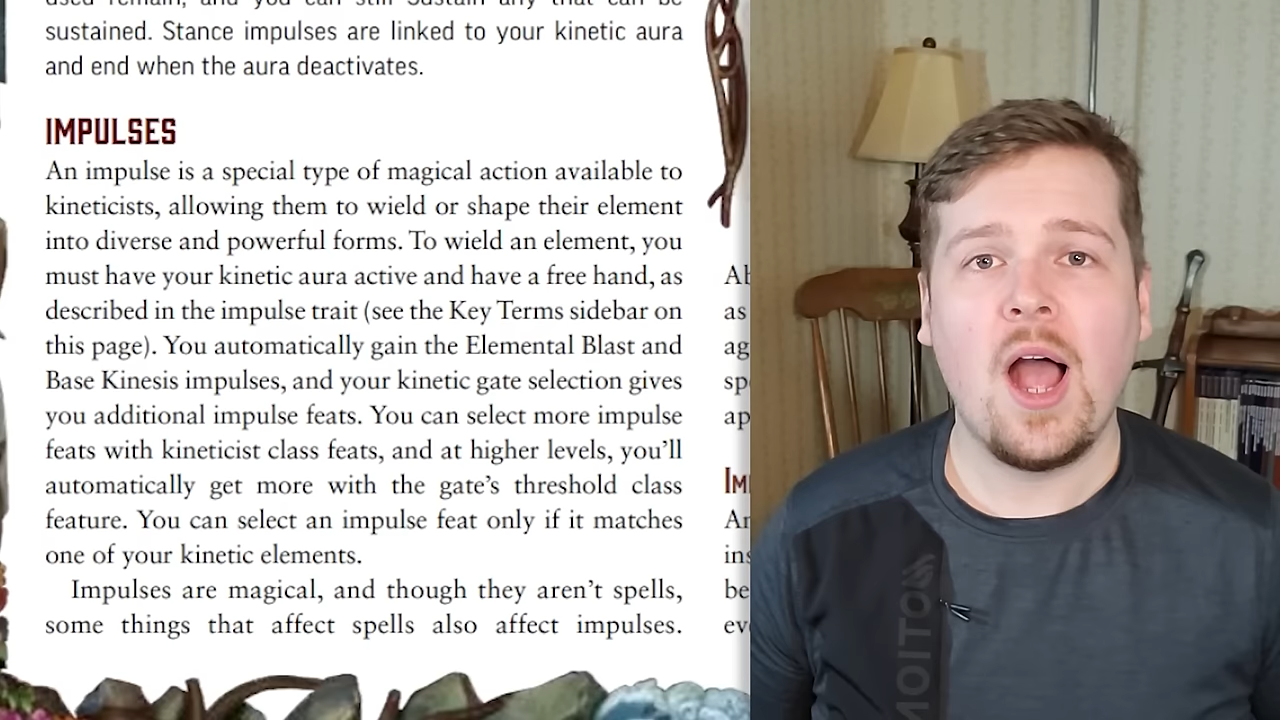 used remain, and you can still Sustain any that can be
sustained. Stance impulses are linked to your kinetic aura
and end when the aura deactivates.
IMPULSES
An impulse is a special type of magical action available to
kineticists, allowing them to wield or shape their element
into diverse and powerful forms. To wield an element, you
must have your kinetic aura active and have a free hand, as
described in the impulse trait (see the Key Terms sidebar on
this page). You automatically gain the Elemental Blast and
Base Kinesis impulses, and your kinetic gate selection gives
you additional impulse feats. You can select more impulse
feats with kineticist class feats, and at higher levels, you’ll
automatically get more with the gate’s threshold class
feature. You can select an impulse feat only if it matches
one of your kinetic elements.
Impulses are magical, and though they aren’t spells,
some things that affect spells also affect impulses.
as